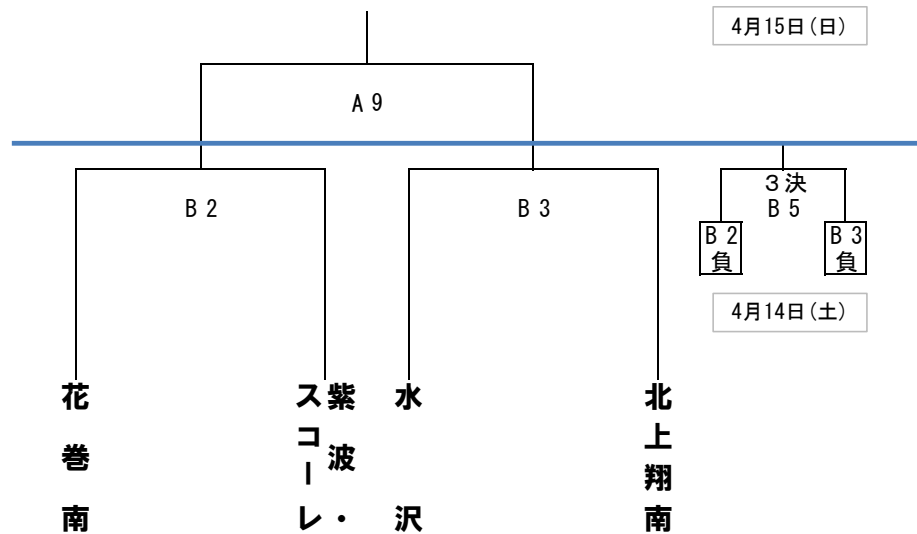 4月15日(日)
A9
B2
B3
3決
B5
B2
負
B3
負
4月14日(土)
花巻南
紫波・
スコーレ
水沢
北上翔南